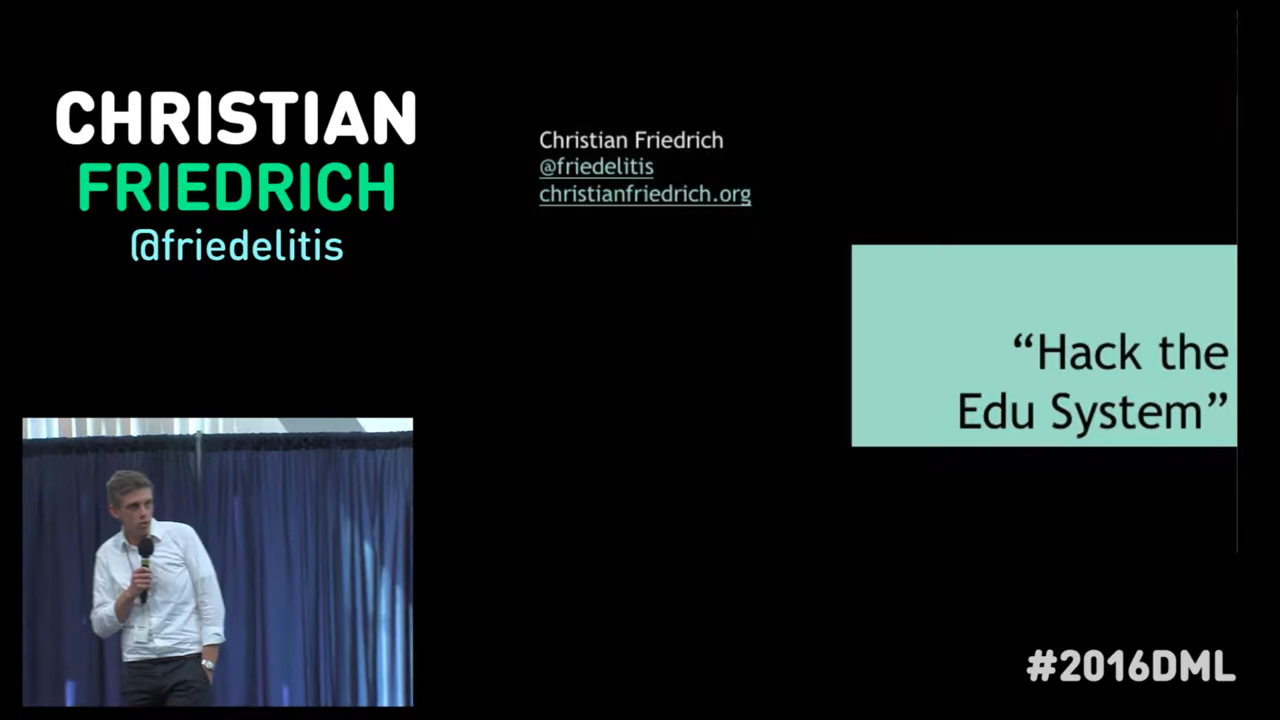 CHRISTIAN
FRIEDRICH
@friedelitis
Christian Friedrich
@friedelitis
christianfriedrich.org
“Hack the
Edu System”
#2016DML